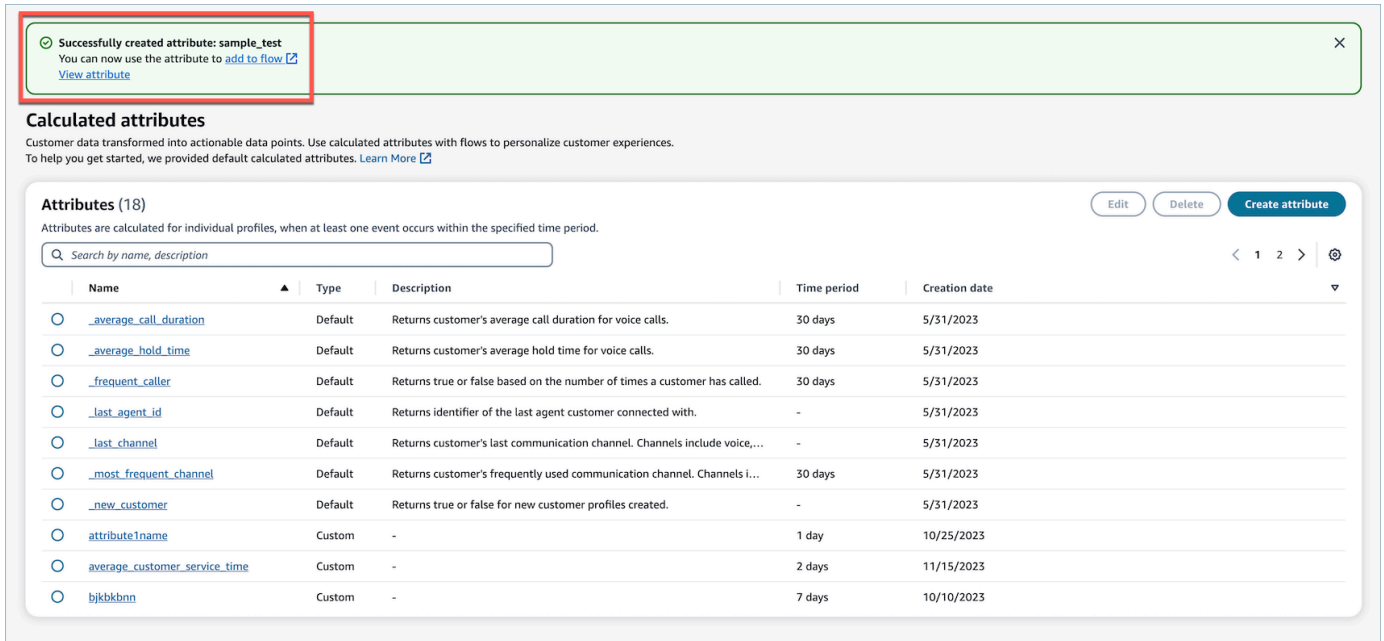 Successfully created attribute: sample_test
You can now use the attribute to add to flow
View attribute
Calculated attributes
Customer data transformed into actionable data points. Use calculated attributes with flows to personalize customer experiences.
To help you get started, we provided default calculated attributes. Learn More
Attributes (18) Edit Delete Create attribute
Attributes are calculated for individual profiles, when at least one event occurs within the specified time period.
Search by name, description 1 2
Name Type Description Time period Creation date
_average_call_duration Default Returns customer's average call duration for voice calls. 30 days 5/31/2023
_average_hold_time Default Returns customer's average hold time for voice calls. 30 days 5/31/2023
_frequent_caller Default Returns true or false based on the number of times a customer has called. 30 days 5/31/2023
_last_agent_id Default Returns identifier of the last agent customer connected with. - 5/31/2023
_last_channel Default Returns customer's last communication channel. Channels include voice,... - 5/31/2023
_most_frequent_channel Default Returns customer's frequently used communication channel. Channels i... 30 days 5/31/2023
_new_customer Default Returns true or false for new customer profiles created. - 5/31/2023
attribute1name Custom - 1 day 10/25/2023
average_customer_service_time Custom - 2 days 11/15/2023
bjkbkbnn Custom - 7 days 10/10/2023